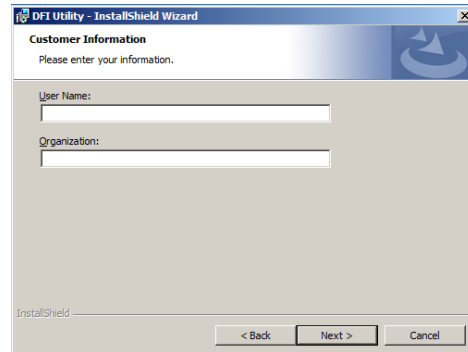 DFI Utility - InstallShield Wizard
Customer Information
Please enter your information.
User Name:
Organization:
InstallShield
< Back Next > Cancel